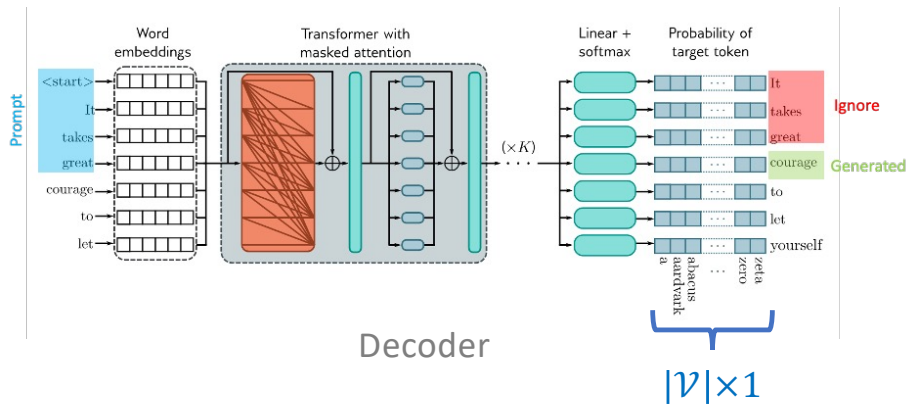 Word
embeddings
Transformer with
masked attention
Linear +
softmax
Probability of
target token
Prompt
<start>
It
takes
great
courage
to
let
(×K)
· · · ·
It
takes
great
courage
to
let
yourself
Ignore
Generated
a
aardvark
abacus
...
zero
zeta
Decoder
|𝒱|×1